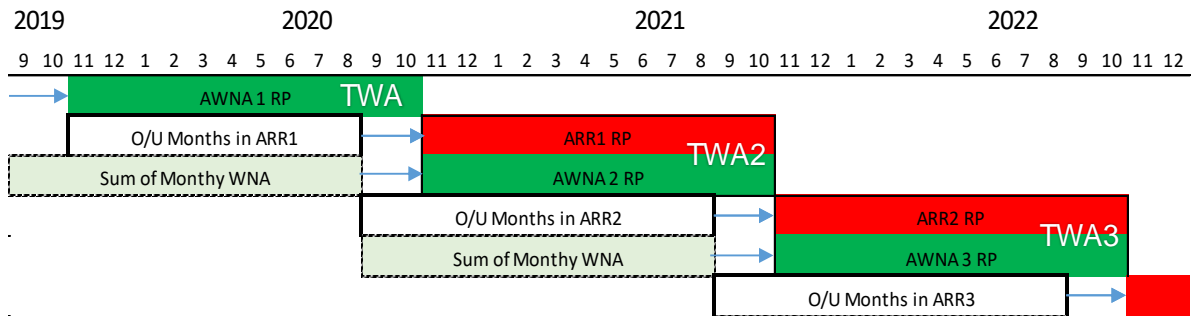 2019 2020 2021 2022
9 10 11 12 1 2 3 4 5 6 7 8 9 10 11 12 1 2 3 4 5 6 7 8 9 10 11 12 1 2 3 4 5 6 7 8 9 10 11 12
AWNA 1 RP TWA
O/U Months in ARR1 ARR1 RP
TWA2
Sum of Monthy WNA AWNA 2 RP
O/U Months in ARR2 ARR2 RP
TWA3
Sum of Monthy WNA AWNA 3 RP
O/U Months in ARR3